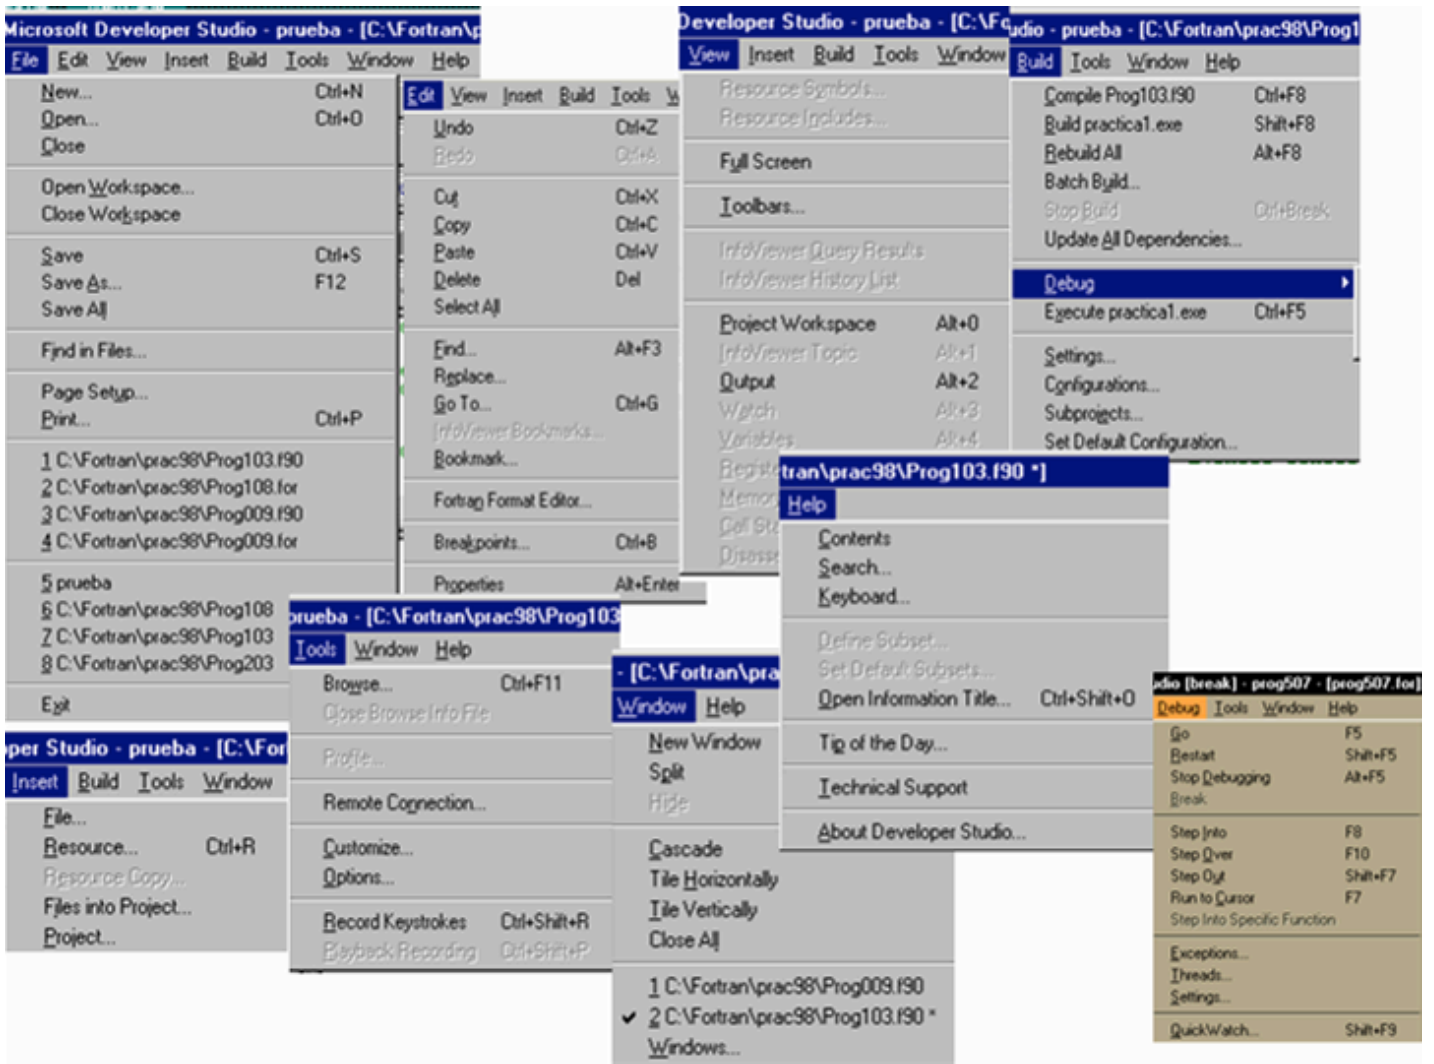 Microsoft Developer Studio - prueba - [C:\Fortran\p
File Edit View Insert Build Tools Window Help
New... Ctrl+N
Open... Ctrl+O
Close
Open Workspace...
Close Workspace
Save Ctrl+S
Save As... F12
Save All
Find in Files...
Page Setup...
Print... Ctrl+P
1 C:\Fortran\prac98\Prog103.f90
2 C:\Fortran\prac98\Prog108.for
3 C:\Fortran\prac98\Prog009.f90
4 C:\Fortran\prac98\Prog009.for
5 prueba
6 C:\Fortran\prac98\Prog108
7 C:\Fortran\prac98\Prog103
8 C:\Fortran\prac98\Prog203
Exit
Edit View Insert Build Tools W
Undo Ctrl+Z
Redo Ctrl+A
Cut Ctrl+X
Copy Ctrl+C
Paste Ctrl+V
Delete Del
Select All
Find... Alt+F3
Replace...
Go To... Ctrl+G
InfoViewer Bookmarks...
Bookmark...
Fortran Format Editor...
Breakpoints... Ctrl+B
Properties Alt+Enter
Developer Studio - prueba - [C:\Fo
View Insert Build Tools Window
Resource Symbols...
Resource Includes...
Full Screen
Toolbars...
InfoViewer Query Results
InfoViewer History List
Project Workspace Alt+0
InfoViewer Topic Alt+1
Output Alt+2
Watch Alt+3
Variables Alt+4
Registe
Memory
Call Sta
Disasse
udio - prueba - [C:\Fortran\prac98\Prog1
Build Tools Window Help
Compile Prog103.f90 Ctrl+F8
Build practica1.exe Shift+F8
Rebuild All Alt+F8
Batch Build...
Stop Build Ctrl+Break
Update All Dependencies...
Debug
Execute practica1.exe Ctrl+F5
Settings...
Configurations...
Subprojects...
Set Default Configuration...
tran\prac98\Prog103.f90 *]
Help
Contents
Search...
Keyboard...
Define Subset...
Set Default Subsets...
Open Information Title... Ctrl+Shift+O
Tip of the Day...
Technical Support
About Developer Studio...
oper Studio - prueba - [C:\For
Insert Build Tools Window
File...
Resource... Ctrl+R
Resource Copy...
Files into Project...
Project...
prueba - [C:\Fortran\prac98\Prog103
Tools Window Help
Browse... Ctrl+F11
Close Browse Info File
Profile...
Remote Connection...
Customize...
Options...
Record Keystrokes Ctrl+Shift+R
Playback Recording Ctrl+Shift+P
- [C:\Fortran\pra
Window Help
New Window
Split
Hide
Cascade
Tile Horizontally
Tile Vertically
Close All
1 C:\Fortran\prac98\Prog009.f90
2 C:\Fortran\prac98\Prog103.f90 *
Windows...
udio [break] - prog507 - [prog507.for]
Debug Tools Window Help
Go F5
Restart Shift+F5
Stop Debugging Alt+F5
Break
Step Into F8
Step Over F10
Step Out Shift+F7
Run to Cursor F7
Step Into Specific Function
Exceptions...
Threads...
Settings...
QuickWatch... Shift+F9